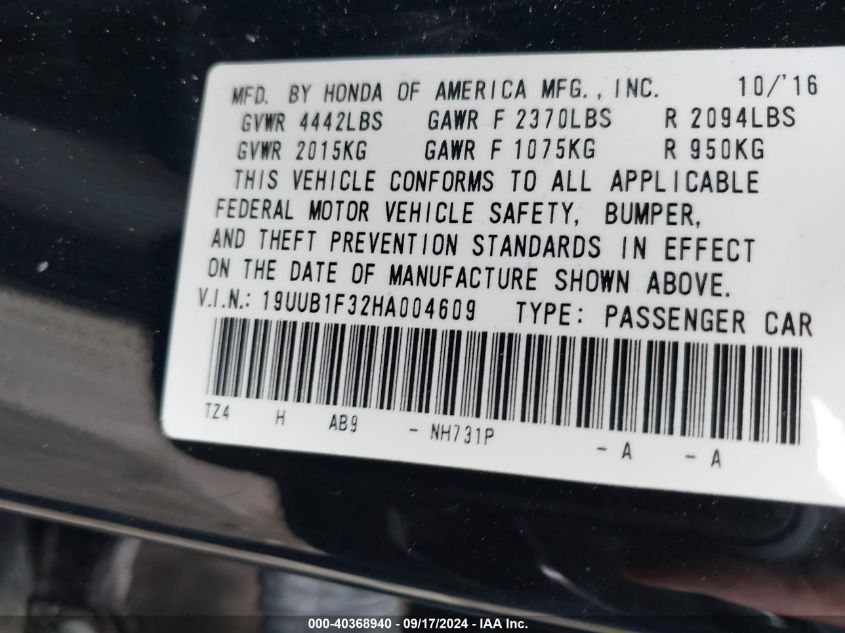 MFD. BY HONDA OF AMERICA MFG., INC. 10/'16
GVWR 4442LBS GAWR F 2370LBS R 2094LBS
GVWR 2015KG GAWR F 1075KG R 950KG
THIS VEHICLE CONFORMS TO ALL APPLICABLE
FEDERAL MOTOR VEHICLE SAFETY, BUMPER,
AND THEFT PREVENTION STANDARDS IN EFFECT
ON THE DATE OF MANUFACTURE SHOWN ABOVE.
V.I.N.: 19UUB1F32HA004609 TYPE: PASSENGER CAR
TZ4 H AB9 - NH731P - A - A
000-40368940 - 09/17/2024 - IAA Inc.